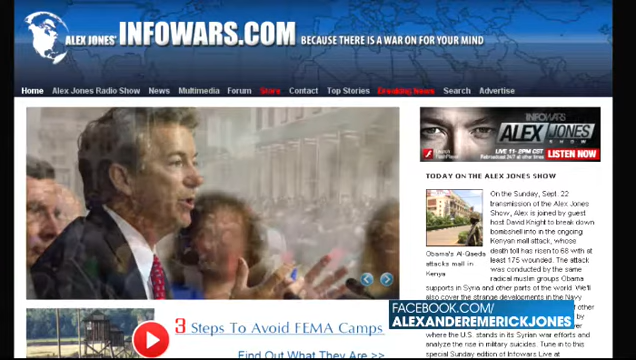 ALEX JONES' INFOWARS.COM BECAUSE THERE IS A WAR ON FOR YOUR MIND
Home Alex Jones Radio Show News Multimedia Forum Store Contact Top Stories Breaking News Search Advertise
INFOWARS
ALEX JONES
SHOW
LIVE 11-2PM CST
LISTEN NOW
TODAY ON THE ALEX JONES SHOW
On the Sunday, Sept. 22
transmission of the Alex Jones
Show, Alex is joined by guest
host David Knight to break down
bombshell info in the ongoing
Kenyan mall attack, whose
death toll has risen to 68 with at
least 175 wounded. The attack
was conducted by the same
radical muslim groups Obama
Obama's Al-Qaeda
attacks mall in
Kenya
supports in Syria and other parts of the world. We'll
also cover the strange developments in the Navy
FACEBOOK.COM/
ALEXANDEREMERICKJONES
where the U.S. stands in its Syrian warfare efforts
and analyze the rise in military suicides. Tune in to this
special Sunday edition of Infowars Live at
3 Steps To Avoid FEMA Camps
Find Out What They Are >>